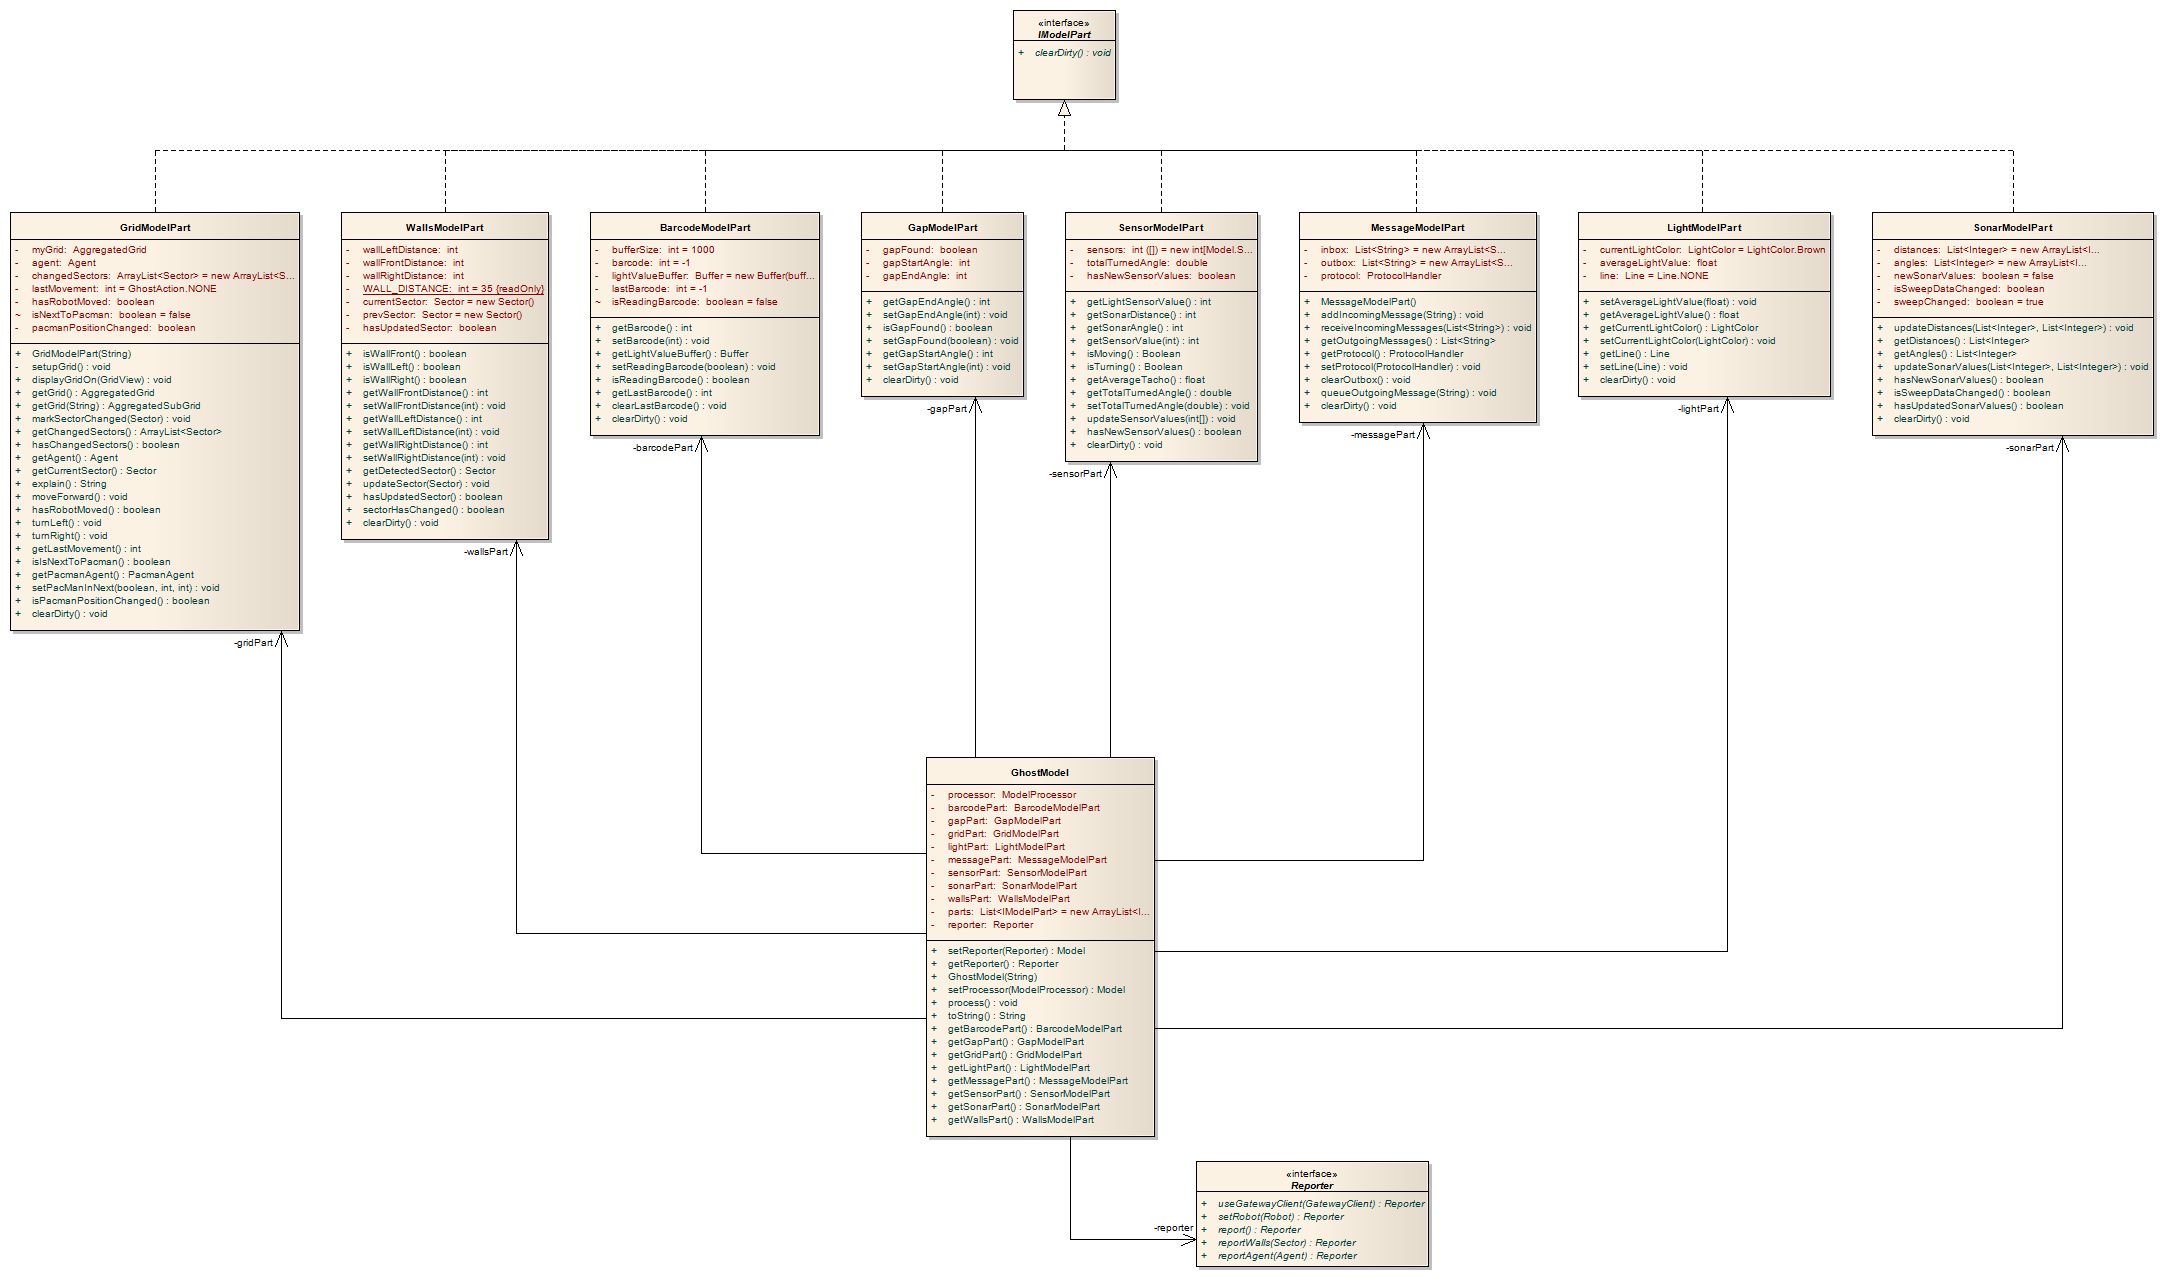 «interface»
IModelPart
+ clearDirty() : void
GridModelPart
- myGrid: AggregatedGrid
- agent: Agent
- changedSectors: ArrayList<Sector> = new ArrayList<S...
- lastMovement: int = GhostAction.NONE
- hasRobotMoved: boolean
~ isNextToPacman: boolean = false
- pacmanPositionChanged: boolean
+ GridModelPart(String)
- setupGrid() : void
+ displayGridOn(GridView) : void
+ getGrid() : AggregatedGrid
+ getGrid(String) : AggregatedSubGrid
+ markSectorChanged(Sector) : void
+ getChangedSectors() : ArrayList<Sector>
+ hasChangedSectors() : boolean
+ getAgent() : Agent
+ getCurrentSector() : Sector
+ explain() : String
+ moveForward() : void
+ hasRobotMoved() : boolean
+ turnLeft() : void
+ turnRight() : void
+ getLastMovement() : int
+ isIsNextToPacman() : boolean
+ getPacmanAgent() : PacmanAgent
+ setPacManInNext(boolean, int, int) : void
+ isPacmanPositionChanged() : boolean
+ clearDirty() : void
WallsModelPart
- wallLeftDistance: int
- wallFrontDistance: int
- wallRightDistance: int
- WALL_DISTANCE: int = 35 {readOnly}
- currentSector: Sector = new Sector()
- prevSector: Sector = new Sector()
- hasUpdatedSector: boolean
+ isWallFront() : boolean
+ isWallLeft() : boolean
+ isWallRight() : boolean
+ getWallFrontDistance() : int
+ setWallFrontDistance(int) : void
+ getWallLeftDistance() : int
+ setWallLeftDistance(int) : void
+ getWallRightDistance() : int
+ setWallRightDistance(int) : void
+ getDetectedSector() : Sector
+ updateSector(Sector) : void
+ hasUpdatedSector() : boolean
+ sectorHasChanged() : boolean
+ clearDirty() : void
BarcodeModelPart
- bufferSize: int = 1000
- barcode: int = -1
- lightValueBuffer: Buffer = new Buffer(buff...
- lastBarcode: int = -1
~ isReadingBarcode: boolean = false
+ getBarcode() : int
+ setBarcode(int) : void
+ getLightValueBuffer() : Buffer
+ setReadingBarcode(boolean) : void
+ isReadingBarcode() : boolean
+ getLastBarcode() : int
+ clearLastBarcode() : void
+ clearDirty() : void
GapModelPart
- gapFound: boolean
- gapStartAngle: int
- gapEndAngle: int
+ getGapEndAngle() : int
+ setGapEndAngle(int) : void
+ isGapFound() : boolean
+ setGapFound(boolean) : void
+ getGapStartAngle() : int
+ setGapStartAngle(int) : void
+ clearDirty() : void
SensorModelPart
- sensors: int ([]) = new int[Model.S...
- totalTurnedAngle: double
- hasNewSensorValues: boolean
+ getLightSensorValue() : int
+ getSonarDistance() : int
+ getSonarAngle() : int
+ getSensorValue(int) : int
+ isMoving() : Boolean
+ isTurning() : Boolean
+ getAverageTacho() : float
+ getTotalTurnedAngle() : double
+ setTotalTurnedAngle(double) : void
+ updateSensorValues(int[]) : void
+ hasNewSensorValues() : boolean
+ clearDirty() : void
MessageModelPart
- inbox: List<String> = new ArrayList<S...
- outbox: List<String> = new ArrayList<S...
- protocol: ProtocolHandler
+ MessageModelPart()
+ addIncomingMessage(String) : void
+ receiveIncomingMessages(List<String>) : void
+ getOutgoingMessages() : List<String>
+ getProtocol() : ProtocolHandler
+ setProtocol(ProtocolHandler) : void
+ clearOutbox() : void
+ queueOutgoingMessage(String) : void
+ clearDirty() : void
LightModelPart
- currentLightColor: LightColor = LightColor.Brown
- averageLightValue: float
- line: Line = Line.NONE
+ setAverageLightValue(float) : void
+ getAverageLightValue() : float
+ getCurrentLightColor() : LightColor
+ setCurrentLightColor(LightColor) : void
+ getLine() : Line
+ setLine(Line) : void
+ clearDirty() : void
SonarModelPart
- distances: List<Integer> = new ArrayList<I...
- angles: List<Integer> = new ArrayList<I...
- newSonarValues: boolean = false
- isSweepDataChanged: boolean
- sweepChanged: boolean = true
+ updateDistances(List<Integer>, List<Integer>) : void
+ getDistances() : List<Integer>
+ getAngles() : List<Integer>
+ updateSonarValues(List<Integer>, List<Integer>) : void
+ hasNewSonarValues() : boolean
+ isSweepDataChanged() : boolean
+ hasUpdatedSonarValues() : boolean
+ clearDirty() : void
-gapPart
-lightPart
-messagePart
-barcodePart
-sonarPart
-sensorPart
-wallsPart
-gridPart
GhostModel
- processor: ModelProcessor
- barcodePart: BarcodeModelPart
- gapPart: GapModelPart
- gridPart: GridModelPart
- lightPart: LightModelPart
- messagePart: MessageModelPart
- sensorPart: SensorModelPart
- sonarPart: SonarModelPart
- wallsPart: WallsModelPart
- parts: List<IModelPart> = new ArrayList<I...
- reporter: Reporter
+ setReporter(Reporter) : Model
+ getReporter() : Reporter
+ GhostModel(String)
+ setProcessor(ModelProcessor) : Model
+ process() : void
+ toString() : String
+ getBarcodePart() : BarcodeModelPart
+ getGapPart() : GapModelPart
+ getGridPart() : GridModelPart
+ getLightPart() : LightModelPart
+ getMessagePart() : MessageModelPart
+ getSensorPart() : SensorModelPart
+ getSonarPart() : SonarModelPart
+ getWallsPart() : WallsModelPart
-reporter
«interface»
Reporter
+ useGatewayClient(GatewayClient) : Reporter
+ setRobot(Robot) : Reporter
+ report() : Reporter
+ reportWalls(Sector) : Reporter
+ reportAgent(Agent) : Reporter